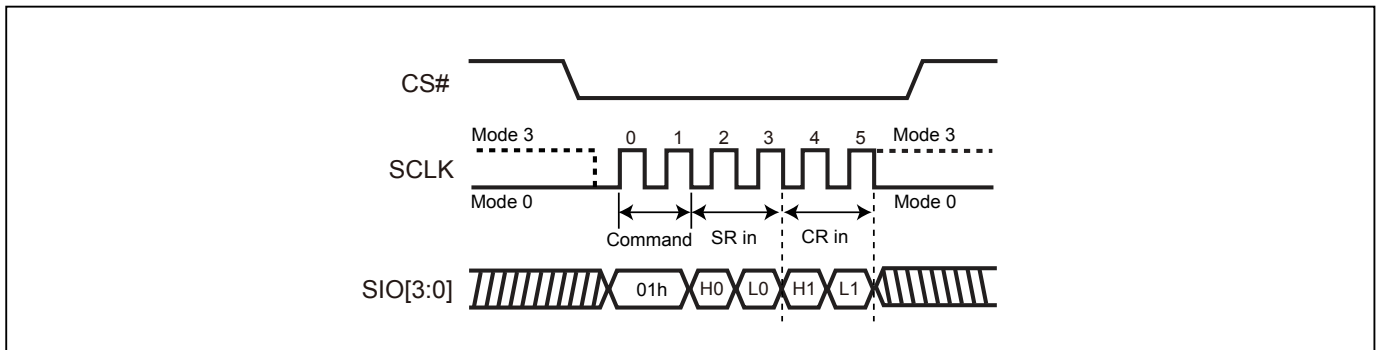 CS#
Mode 3 0 1 2 3 4 5 Mode 3
SCLK
Mode 0 Mode 0
Command SR in CR in
SIO[3:0] 01h H0 L0 H1 L1